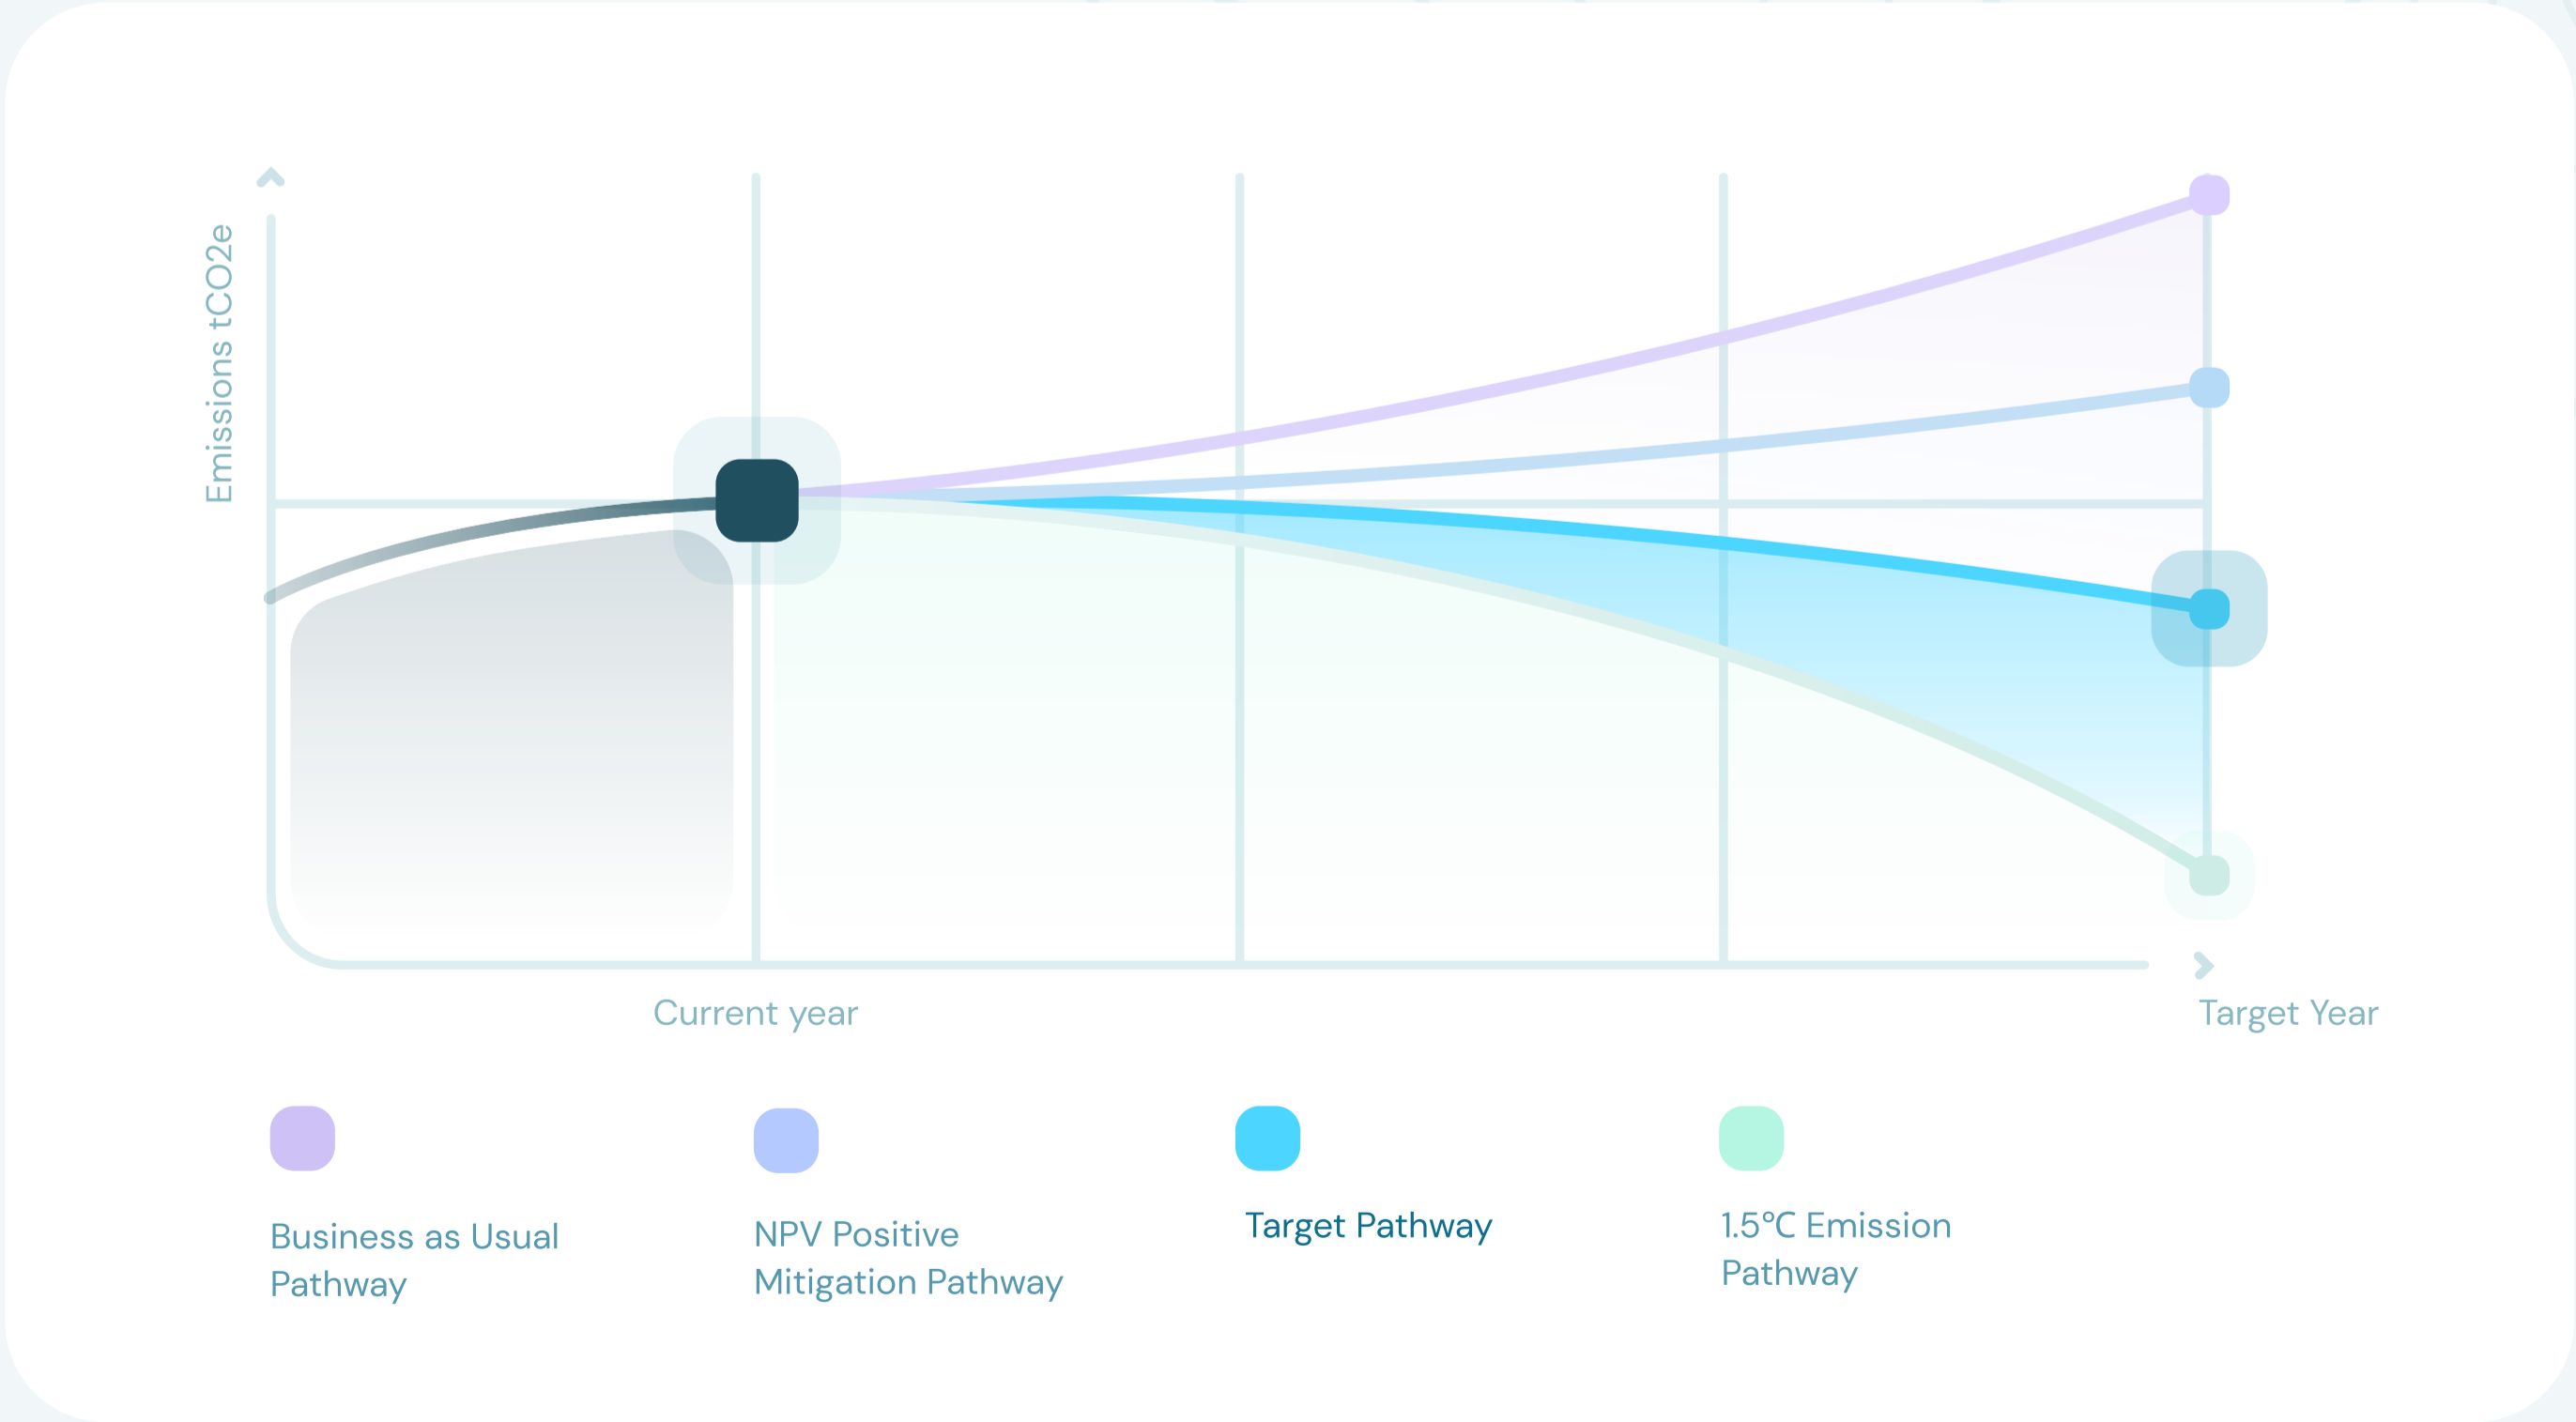 Emissions tCO2e
Current year
Target Year
Business as Usual
Pathway
NPV Positive
Mitigation Pathway
Target Pathway
1.5°C Emission
Pathway